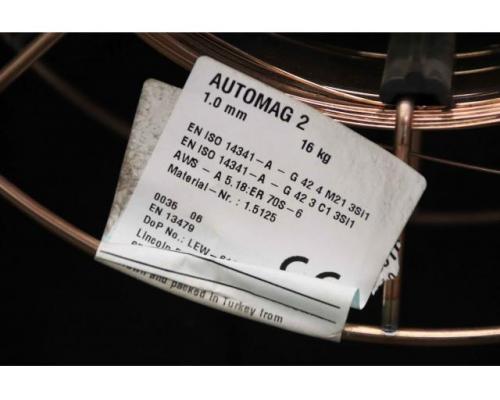 AUTOMAG 2
1.0 mm 16 kg
EN ISO 14341-A - G 42 4 M21 3Si1
EN ISO 14341-A - G 42 3 C1 3Si1
AWS - A 5.18:ER 70S-6
Material-Nr.: 1.5125
0035 06
EN 13479
DoP No.: LEW-
Lincoln
CE
and packed in Turkey from